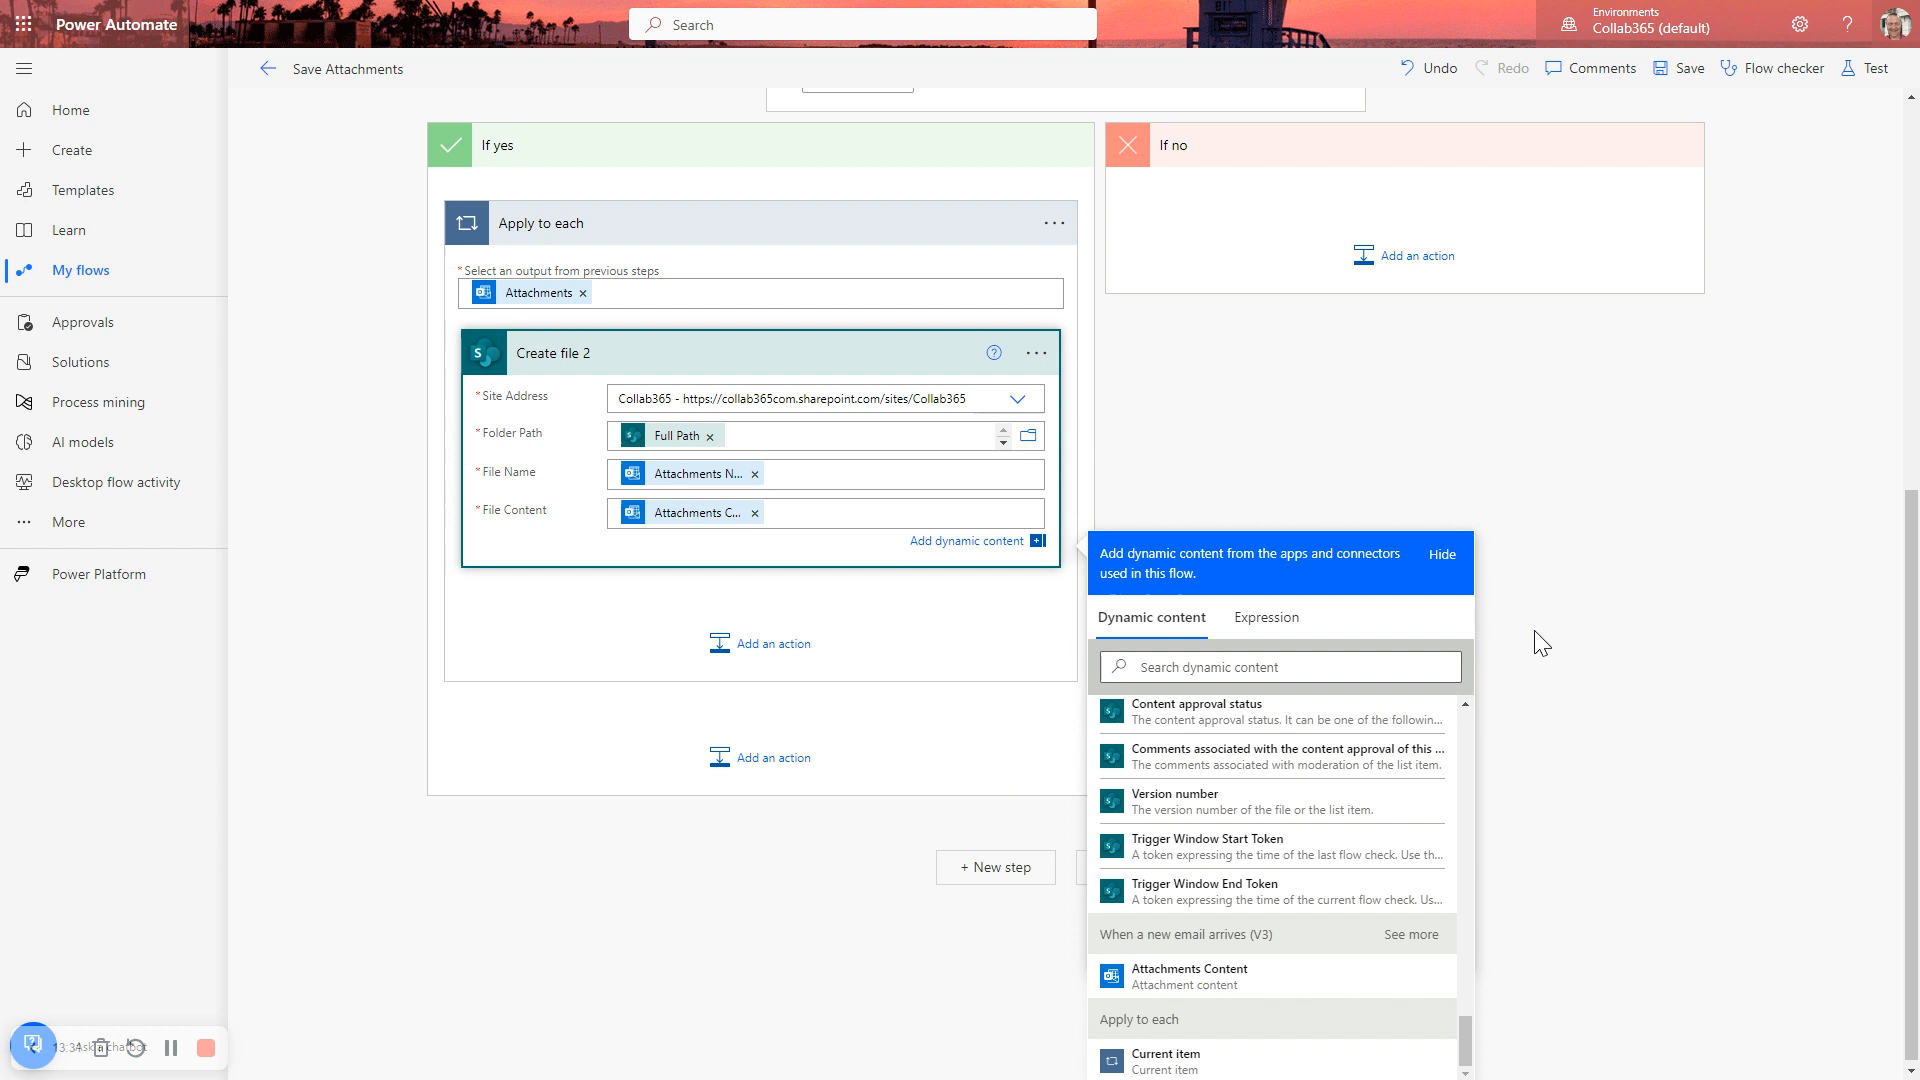 Power Automate
Search
Environments
Collab365 (default)
Save Attachments
Undo
Redo
Comments
Save
Flow checker
Test
Home
Create
Templates
Learn
My flows
Approvals
Solutions
Process mining
AI models
Desktop flow activity
More
Power Platform
If yes
Apply to each
* Select an output from previous steps
Attachments
Create file 2
* Site Address
Collab365 - https://collab365com.sharepoint.com/sites/Collab365
* Folder Path
Full Path
* File Name
Attachments N...
* File Content
Attachments C...
Add dynamic content
Add an action
Add an action
+ New step
If no
Add an action
Add dynamic content from the apps and connectors
used in this flow.
Hide
Dynamic content
Expression
Search dynamic content
Content approval status
The content approval status. It can be one of the followin...
Comments associated with the content approval of this ...
The comments associated with moderation of the list item.
Version number
The version number of the file or the list item.
Trigger Window Start Token
A token expressing the time of the last flow check. Use th...
Trigger Window End Token
A token expressing the time of the current flow check. Us...
When a new email arrives (V3)
See more
Attachments Content
Attachment content
Apply to each
Current item
Current item
13:34